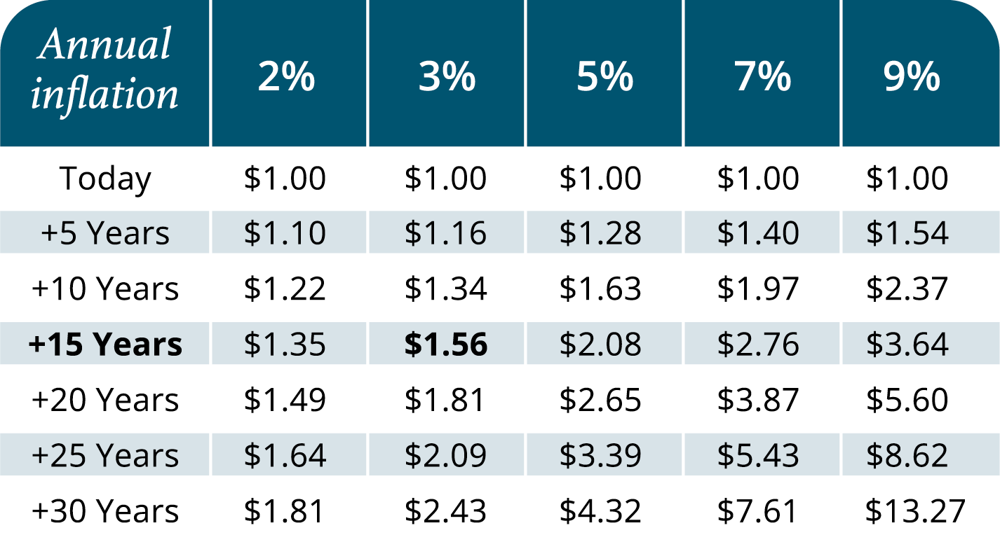 Annual
inflation 2% 3% 5% 7% 9%
Today $1.00 $1.00 $1.00 $1.00 $1.00
+5 Years $1.10 $1.16 $1.28 $1.40 $1.54
+10 Years $1.22 $1.34 $1.63 $1.97 $2.37
+15 Years $1.35 $1.56 $2.08 $2.76 $3.64
+20 Years $1.49 $1.81 $2.65 $3.87 $5.60
+25 Years $1.64 $2.09 $3.39 $5.43 $8.62
+30 Years $1.81 $2.43 $4.32 $7.61 $13.27